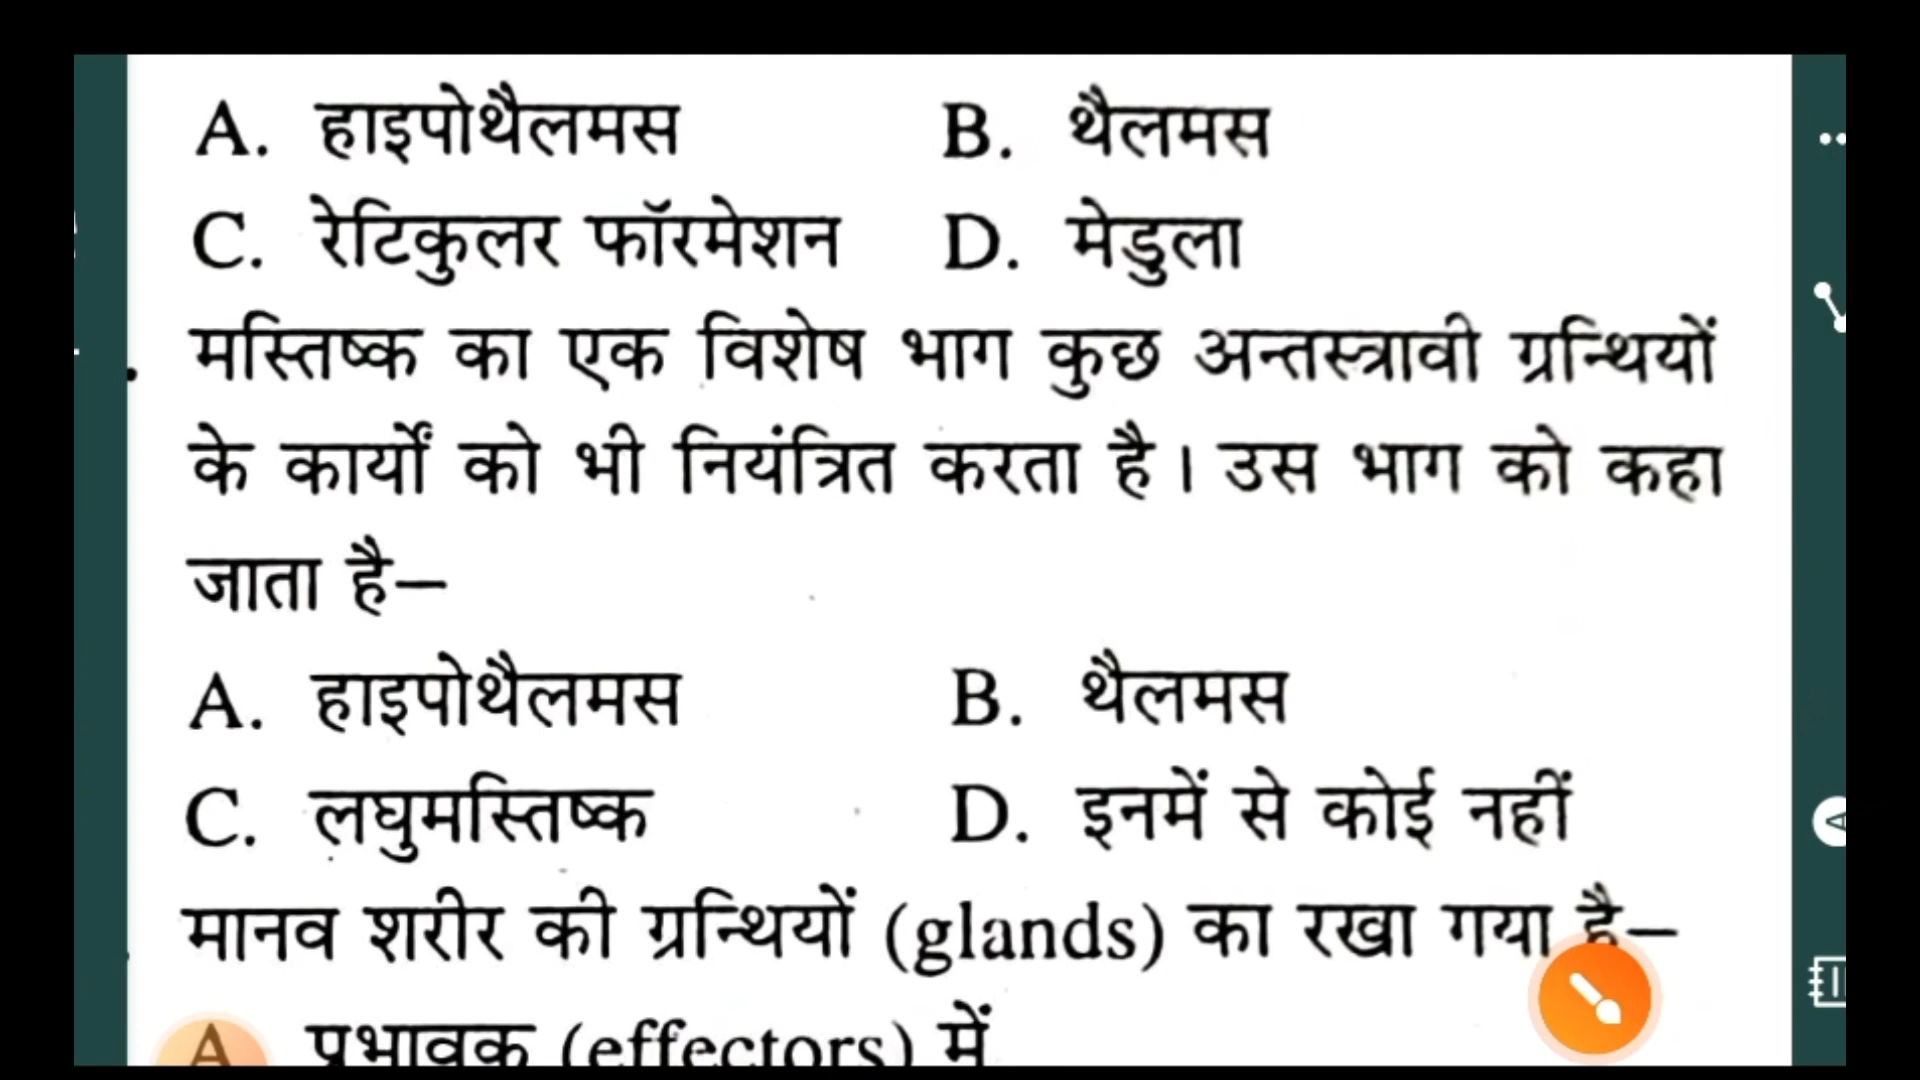 A. हाइपोथैलमस B. थैलमस
C. रेटिकुलर फॉरमेशन D. मेडुला
मस्तिष्क का एक विशेष भाग कुछ अन्तस्त्रावी ग्रन्थियों
के कार्यों को भी नियंत्रित करता है। उस भाग को कहा
जाता है—
A. हाइपोथैलमस B. थैलमस
C. लघुमस्तिष्क D. इनमें से कोई नहीं
मानव शरीर की ग्रन्थियों (glands) का रखा गया है—
A प्रभावक (effectors) में